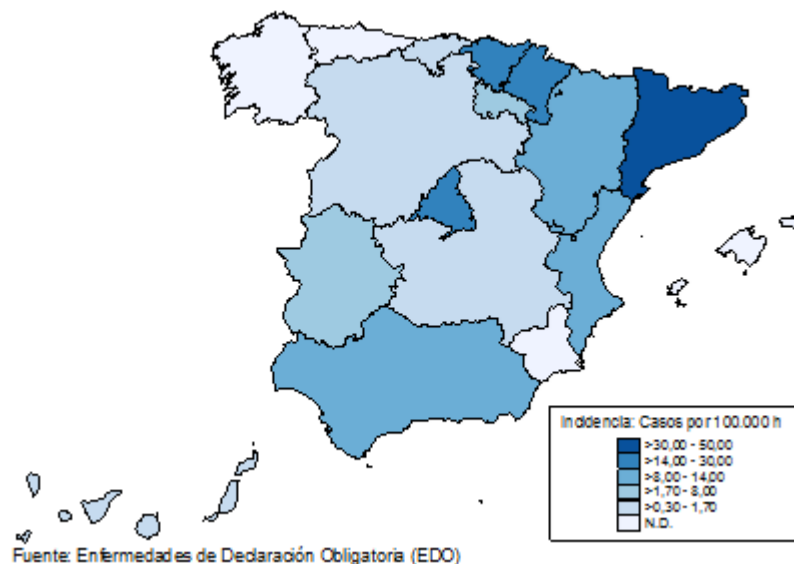 Incidencia: Casos por 100.000 h
>30,00 - 50,00
>14,00 - 30,00
>8,00 - 14,00
>1,70 - 8,00
>0,30 - 1,70
N.D.
Fuente: Enfermedades de Declaración Obligatoria (EDO)